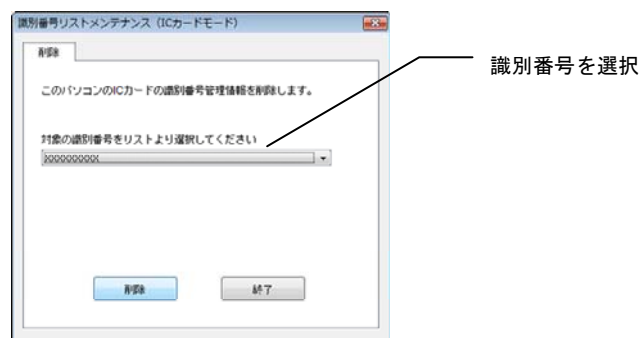 識別番号リストメンテナンス（ICカードモード）
削除
識別番号を選択
このパソコンのICカードの識別番号管理情報を削除します。
対象の識別番号をリストより選択してください
XXXXXXXXXX
削除
終了